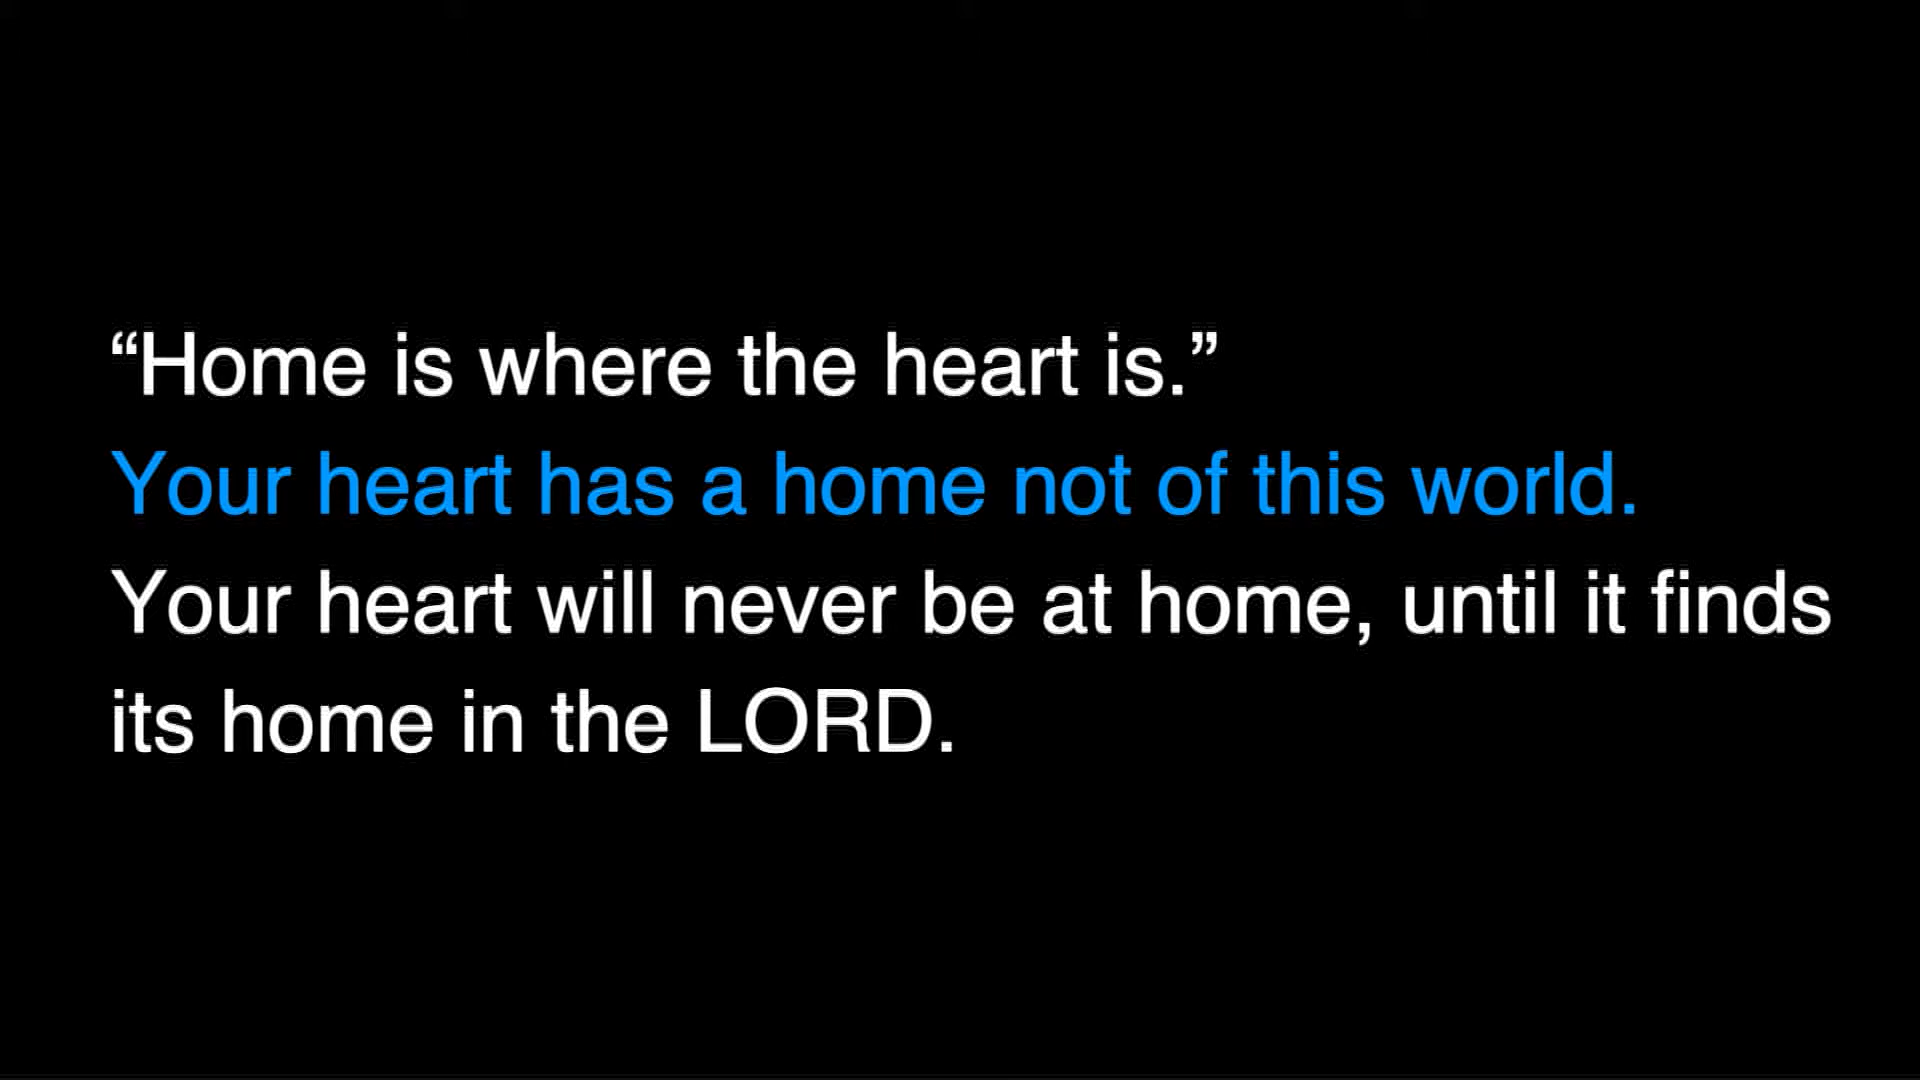 “Home is where the heart is.”
Your heart has a home not of this world.
Your heart will never be at home, until it finds
its home in the LORD.